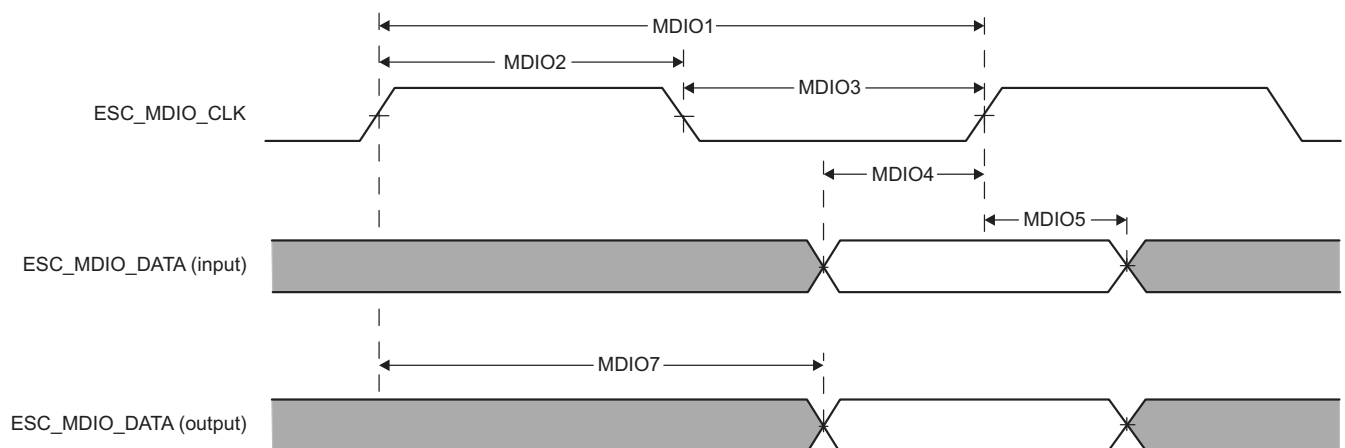 MDIO1
MDIO2
MDIO3
ESC_MDIO_CLK
MDIO4
MDIO5
ESC_MDIO_DATA (input)
MDIO7
ESC_MDIO_DATA (output)